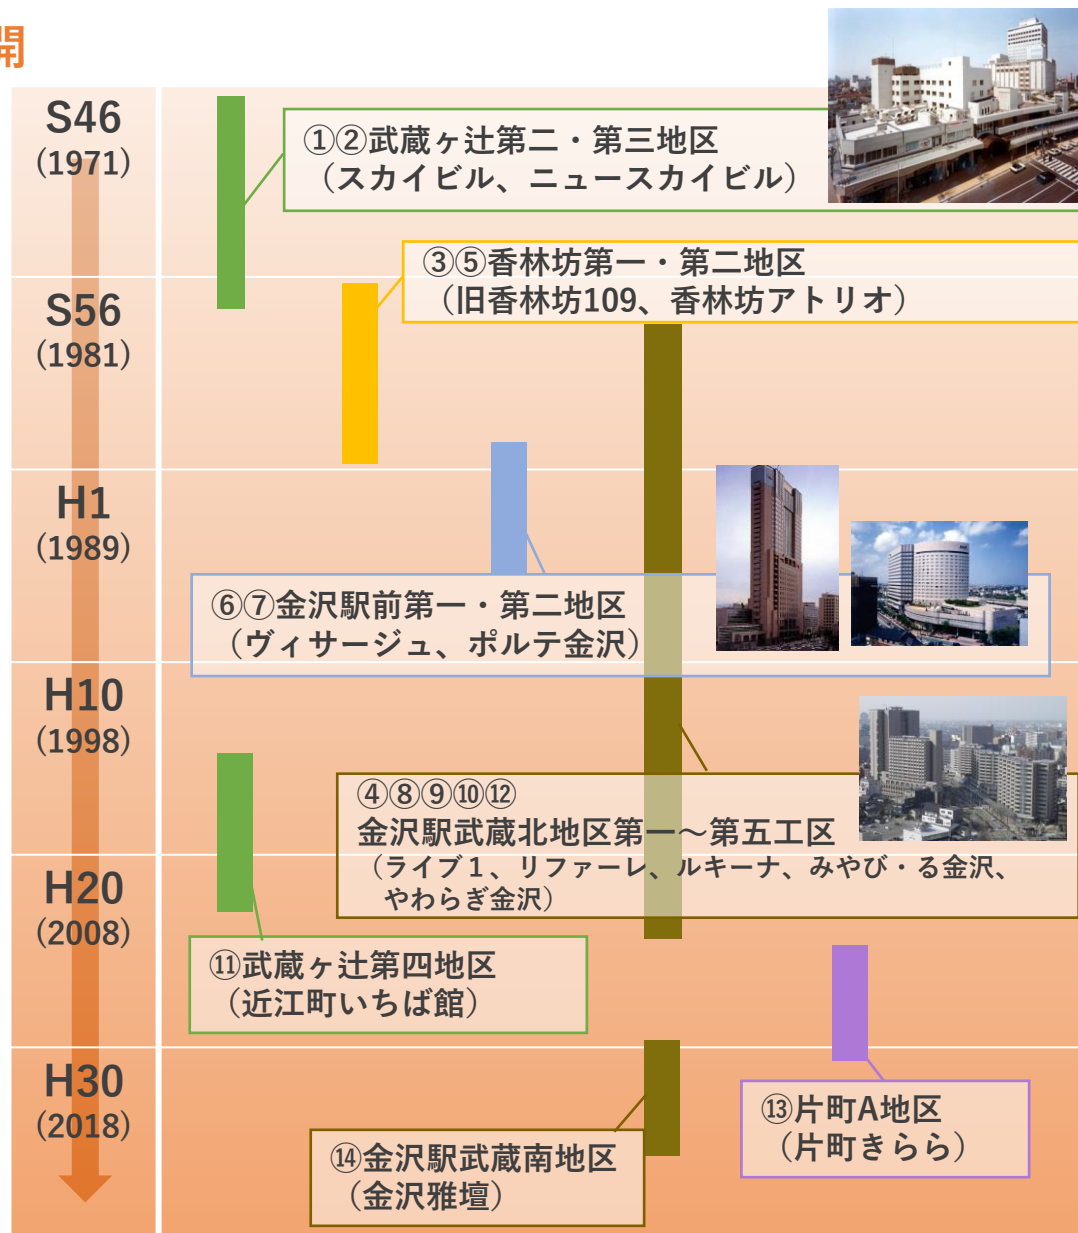 開
S46
(1971)
①②武蔵ヶ辻第二・第三地区
（スカイビル、ニュースカイビル）
③⑤香林坊第一・第二地区
（旧香林坊109、香林坊アトリオ）
S56
(1981)
H1
(1989)
⑥⑦金沢駅前第一・第二地区
（ヴィサージュ、ポルテ金沢）
H10
(1998)
④⑧⑨⑩⑫
金沢駅武蔵北地区第一～第五工区
（ライブ１、リファーレ、ルキーナ、みやび・る金沢、
やわらぎ金沢）
H20
(2008)
⑪武蔵ヶ辻第四地区
（近江町いちば館）
H30
(2018)
⑬片町A地区
（片町きらら）
⑭金沢駅武蔵南地区
（金沢雅壇）